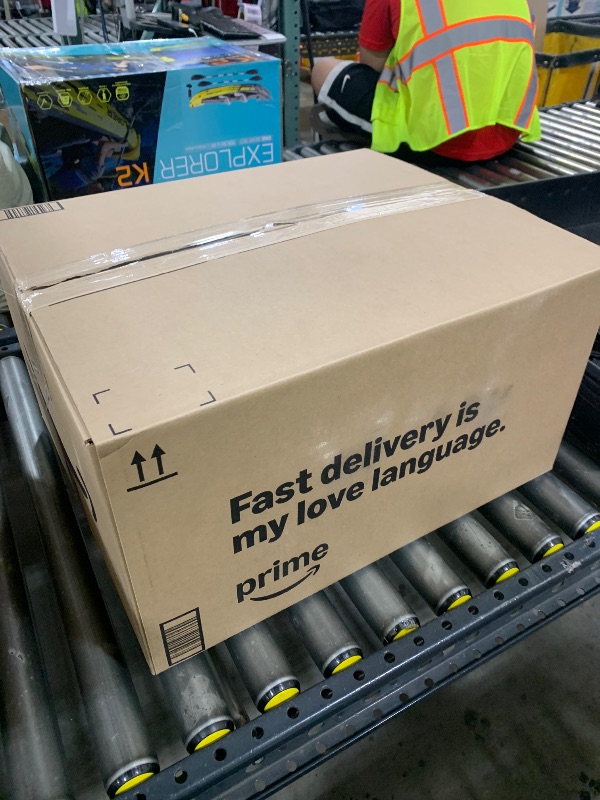 EXPLORER K2
Fast delivery is
my love language.
prime